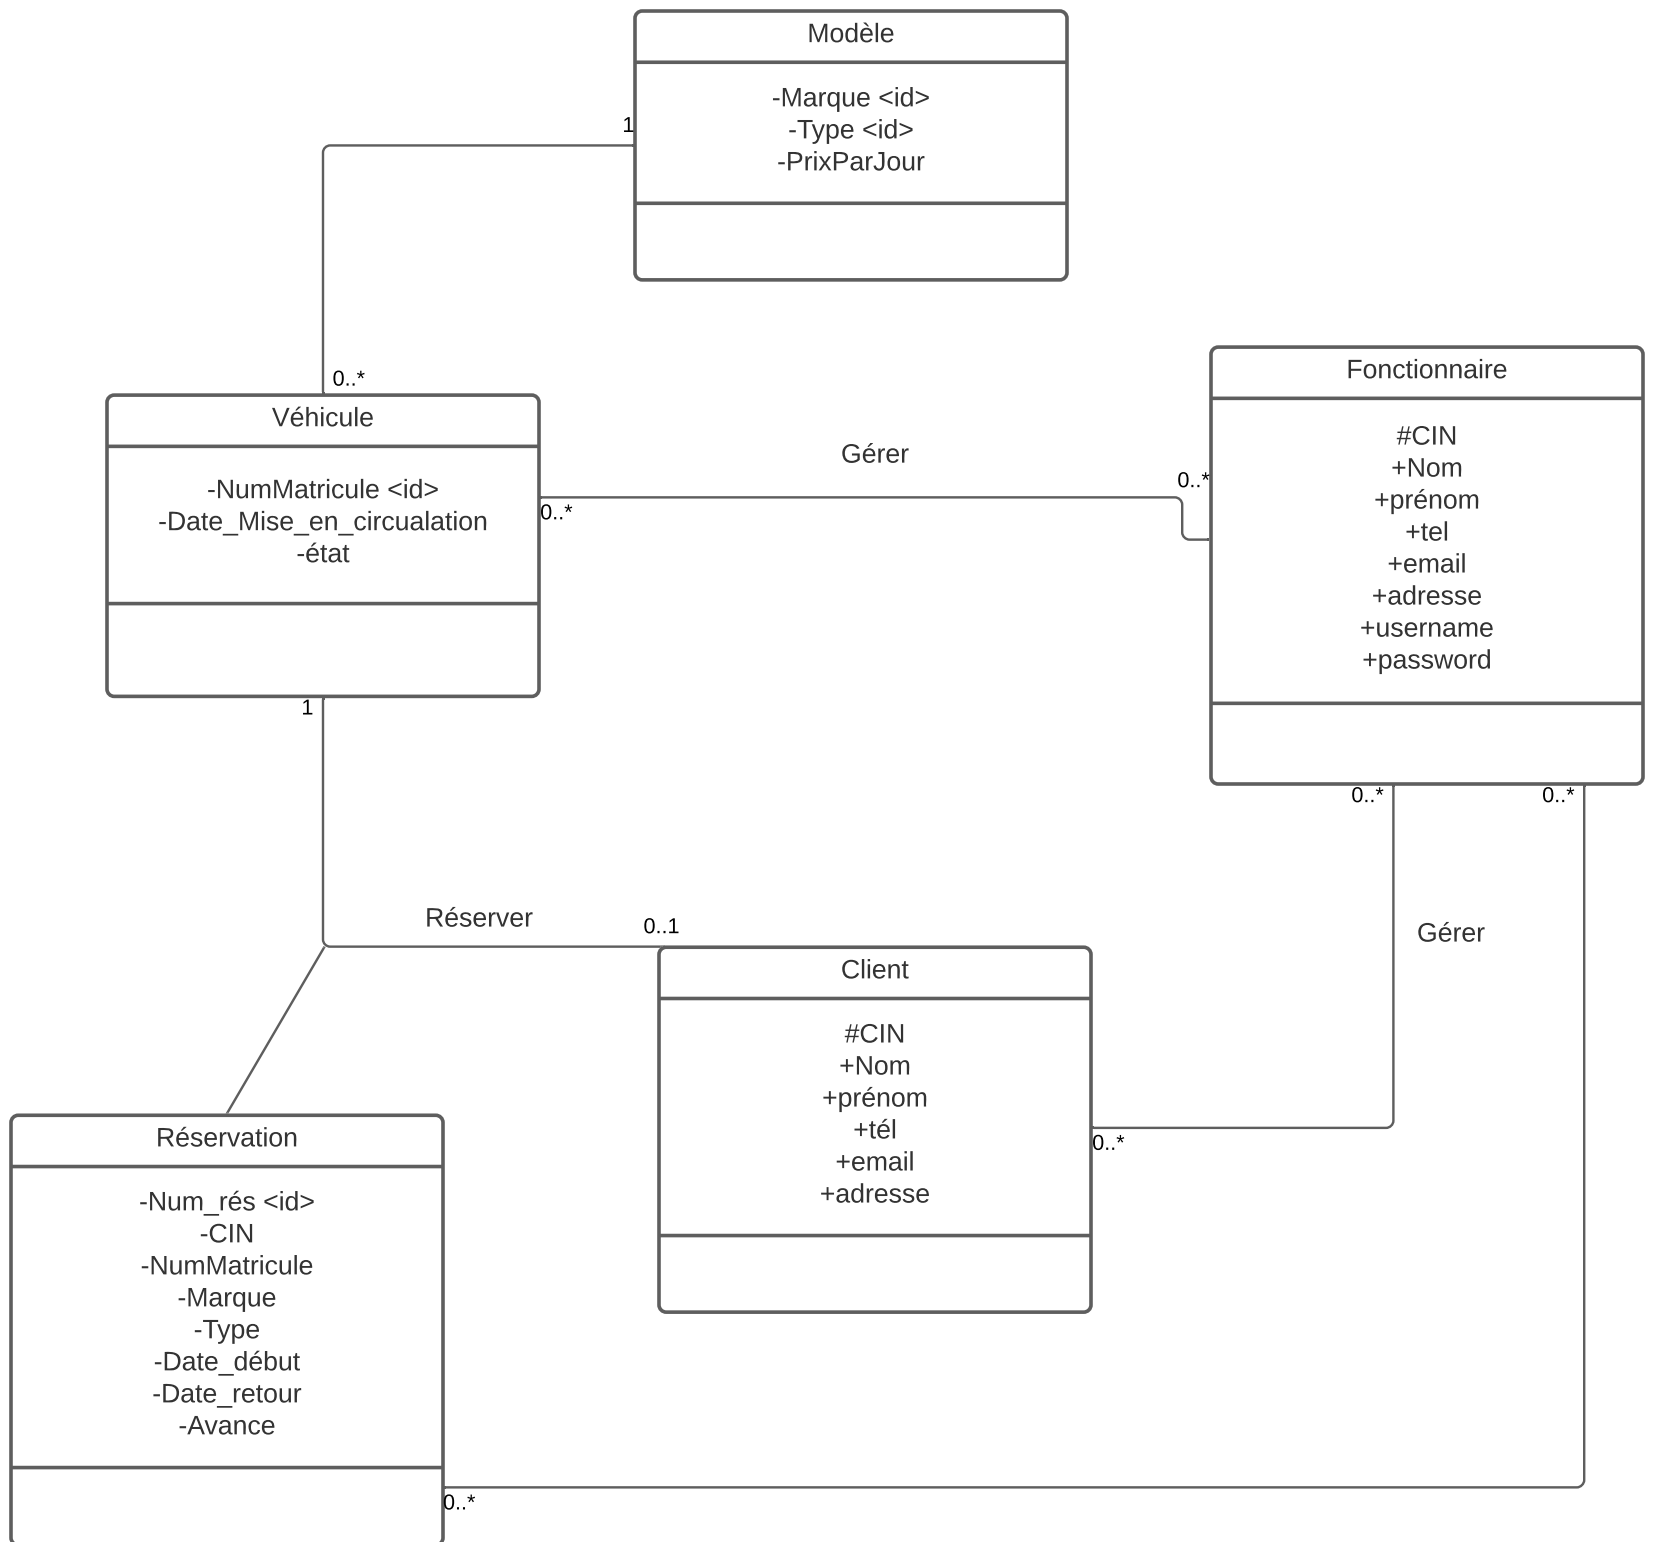 Modèle
-Marque <id>
-Type <id>
-PrixParJour
1
0..*
Véhicule
-NumMatricule <id>
-Date_Mise_en_circualation
-état
Gérer
0..*
0..*
Fonctionnaire
#CIN
+Nom
+prénom
+tel
+email
+adresse
+username
+password
1
0..*
0..*
Réserver
0..1
Gérer
Client
#CIN
+Nom
+prénom
+tél
+email
+adresse
0..*
Réservation
-Num_rés <id>
-CIN
-NumMatricule
-Marque
-Type
-Date_début
-Date_retour
-Avance
0..*